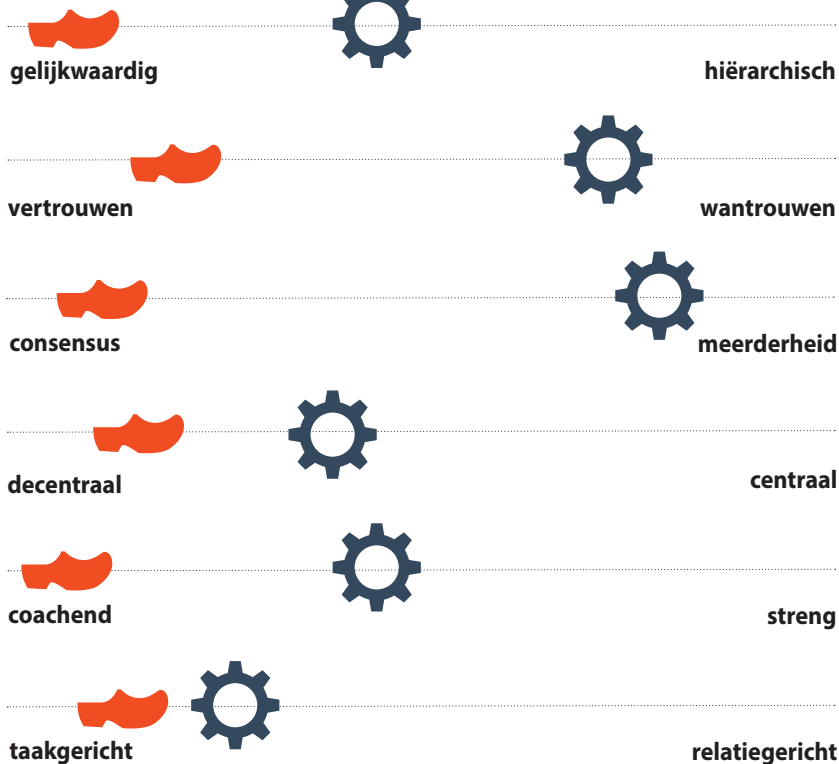 gelijkwaardig hiërarchisch
vertrouwen wantrouwen
consensus meerderheid
decentraal centraal
coachend streng
taakgericht relatiegericht